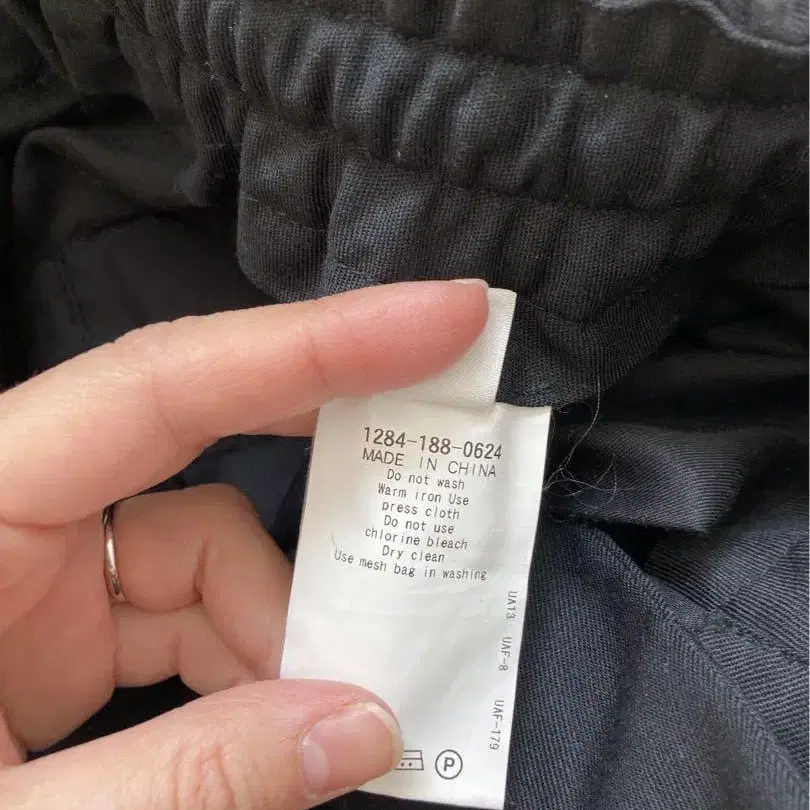 1284-188-0624
MADE IN CHINA
Do not wash
Warm iron Use
press cloth
Do not use
chlorine bleach
Dry clean
Use mesh bag in washing
UA13 UAF-8 UAF-179
P